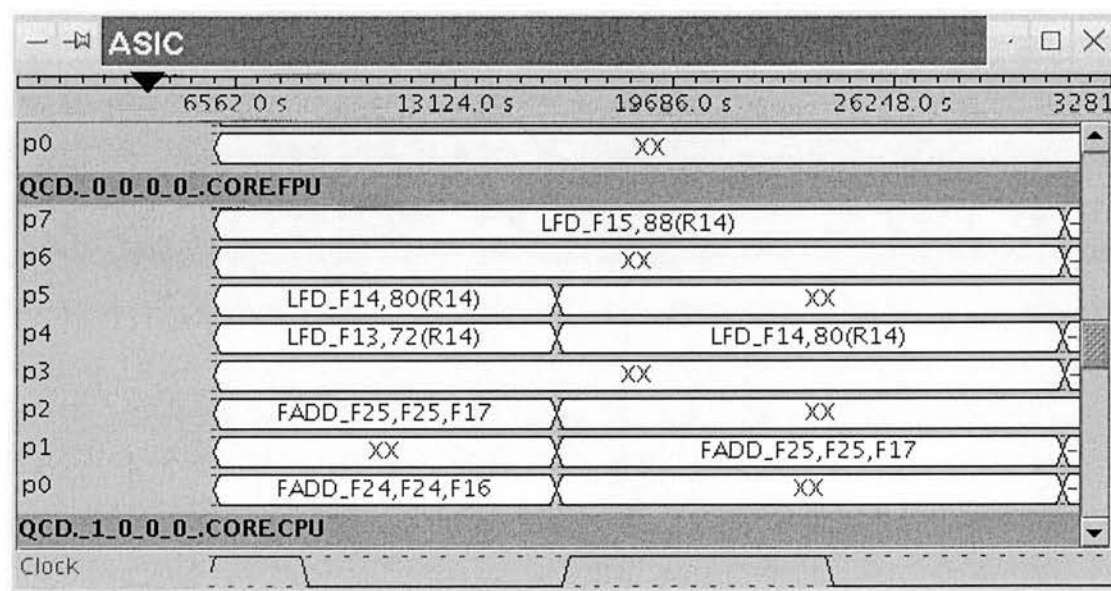 ASIC
6562.0 s 13124.0 s 19686.0 s 26248.0 s 3281
p0 XX
QCD._0_0_0_0_.CORE.FPU
p7 LFD_F15,88(R14)
p6 XX
p5 LFD_F14,80(R14) XX
p4 LFD_F13,72(R14) LFD_F14,80(R14)
p3 XX
p2 FADD_F25,F25,F17 XX
p1 XX FADD_F25,F25,F17
p0 FADD_F24,F24,F16 XX
QCD._1_0_0_0_.CORE.CPU
Clock